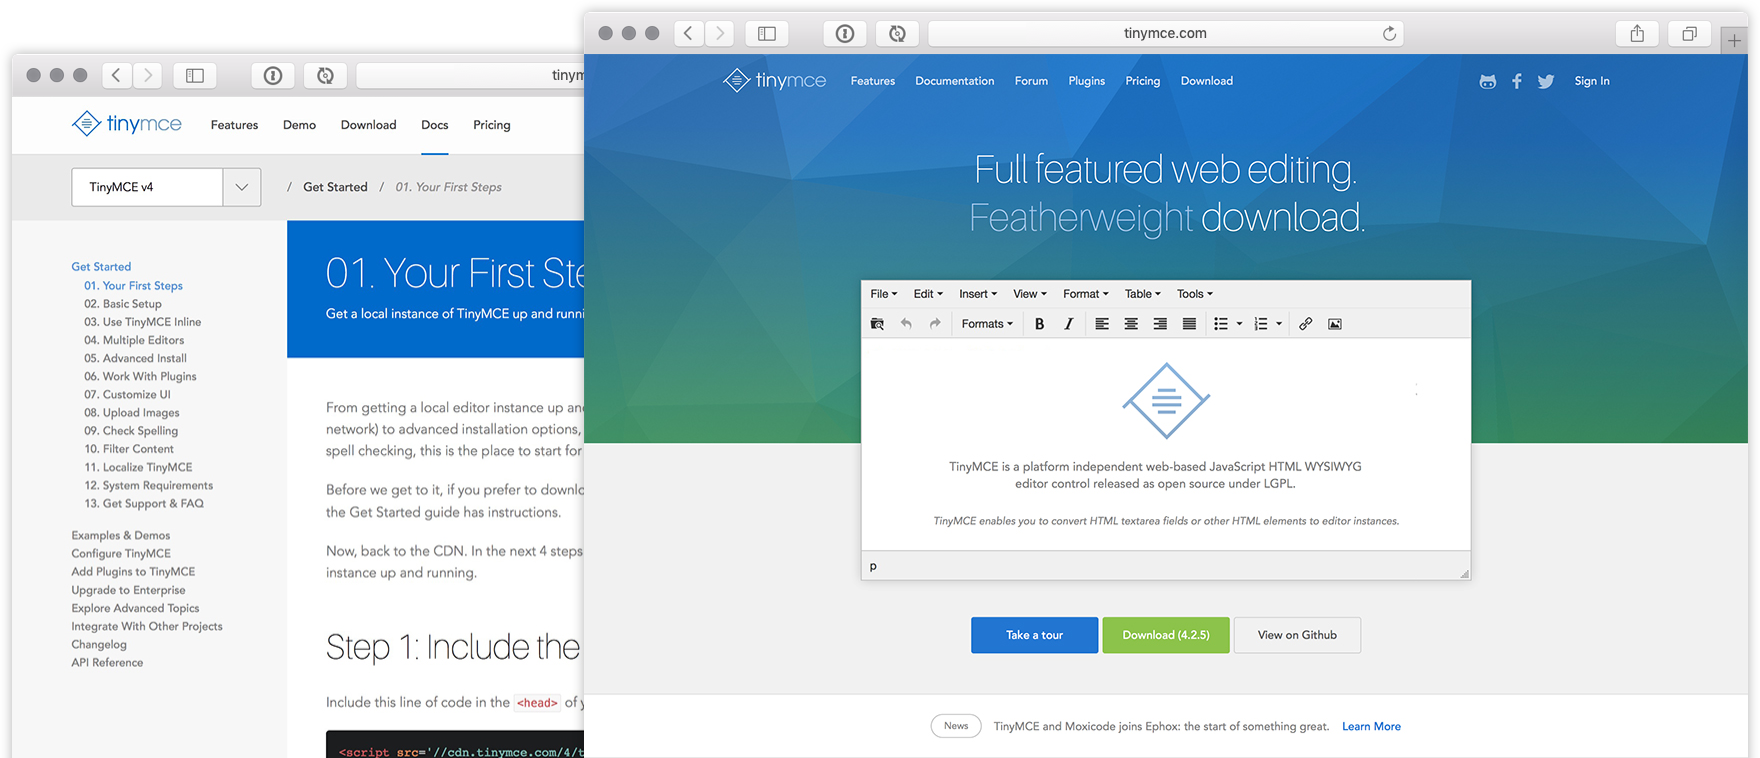 tinym
tinymce
Features
Demo
Download
Docs
Pricing
TinyMCE v4
/ Get Started / 01. Your First Steps
Get Started
01. Your First Steps
02. Basic Setup
03. Use TinyMCE Inline
04. Multiple Editors
05. Advanced Install
06. Work With Plugins
07. Customize UI
08. Upload Images
09. Check Spelling
10. Filter Content
11. Localize TinyMCE
12. System Requirements
13. Get Support & FAQ
Examples & Demos
Configure TinyMCE
Add Plugins to TinyMCE
Upgrade to Enterprise
Explore Advanced Topics
Integrate With Other Projects
Changelog
API Reference
01. Your First Ste
Get a local instance of TinyMCE up and runni
From getting a local editor instance up an
network) to advanced installation options,
spell checking, this is the place to start for
Before we get to it, if you prefer to downlo
the Get Started guide has instructions.
Now, back to the CDN. In the next 4 steps
instance up and running.
Step 1: Include the
Include this line of code in the <head> of y
<script src='//cdn.tinymce.com/4/t
tinymce.com
tinymce
Features
Documentation
Forum
Plugins
Pricing
Download
Sign In
Full featured web editing.
Featherweight download.
File
Edit
Insert
View
Format
Table
Tools
Formats
B
I
TinyMCE is a platform independent web-based JavaScript HTML WYSIWYG
editor control released as open source under LGPL.
TinyMCE enables you to convert HTML textarea fields or other HTML elements to editor instances.
p
Take a tour
Download (4.2.5)
View on Github
News
TinyMCE and Moxicode joins Ephox: the start of something great. Learn More